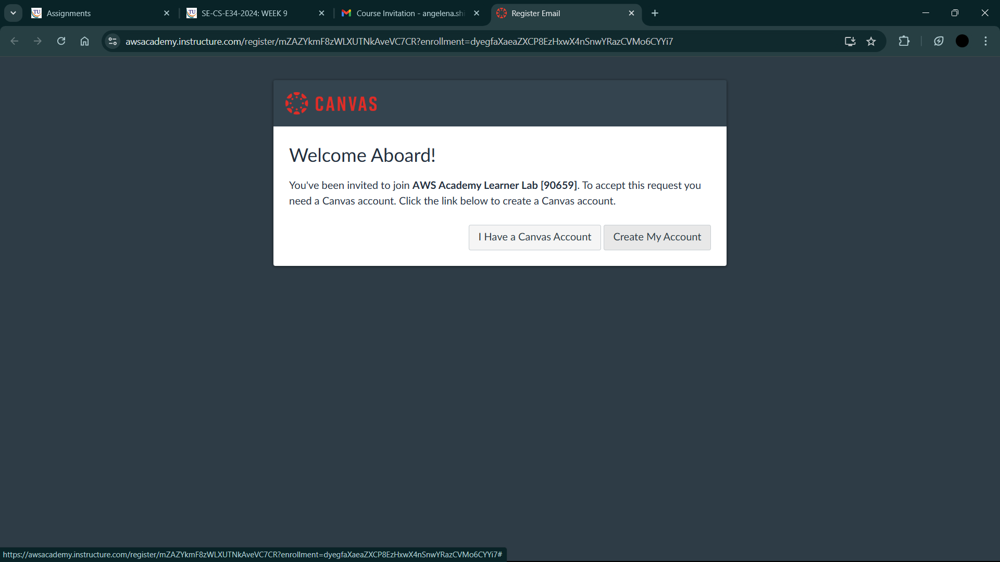 Assignments
SE-CS-E34-2024: WEEK 9
Course Invitation - angelena.shi
Register Email
awsacademy.instructure.com/register/mZAZYkmF8zWLXUTNkAveVC7CR?enrollment=dyegfaXaeaZXCP8EzHxwX4nSnwYRazCVMo6CYYi7
CANVAS
Welcome Aboard!
You've been invited to join AWS Academy Learner Lab [90659]. To accept this request you
need a Canvas account. Click the link below to create a Canvas account.
I Have a Canvas Account
Create My Account
https://awsacademy.instructure.com/register/mZAZYkmF8zWLXUTNkAveVC7CR?enrollment=dyegfaXaeaZXCP8EzHxwX4nSnwYRazCVMo6CYYi7#